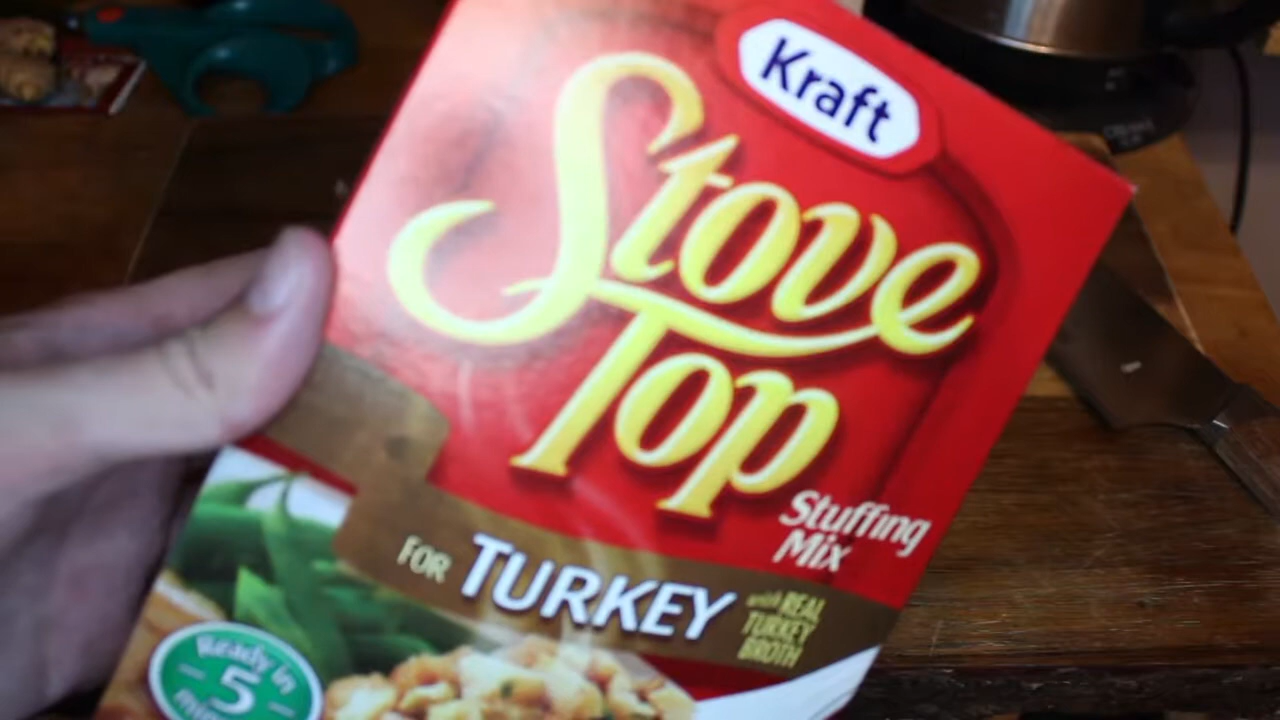 Kraft
Stove
Top
Stuffing
Mix
FOR TURKEY
with REAL
TURKEY
BROTH
Ready in
5